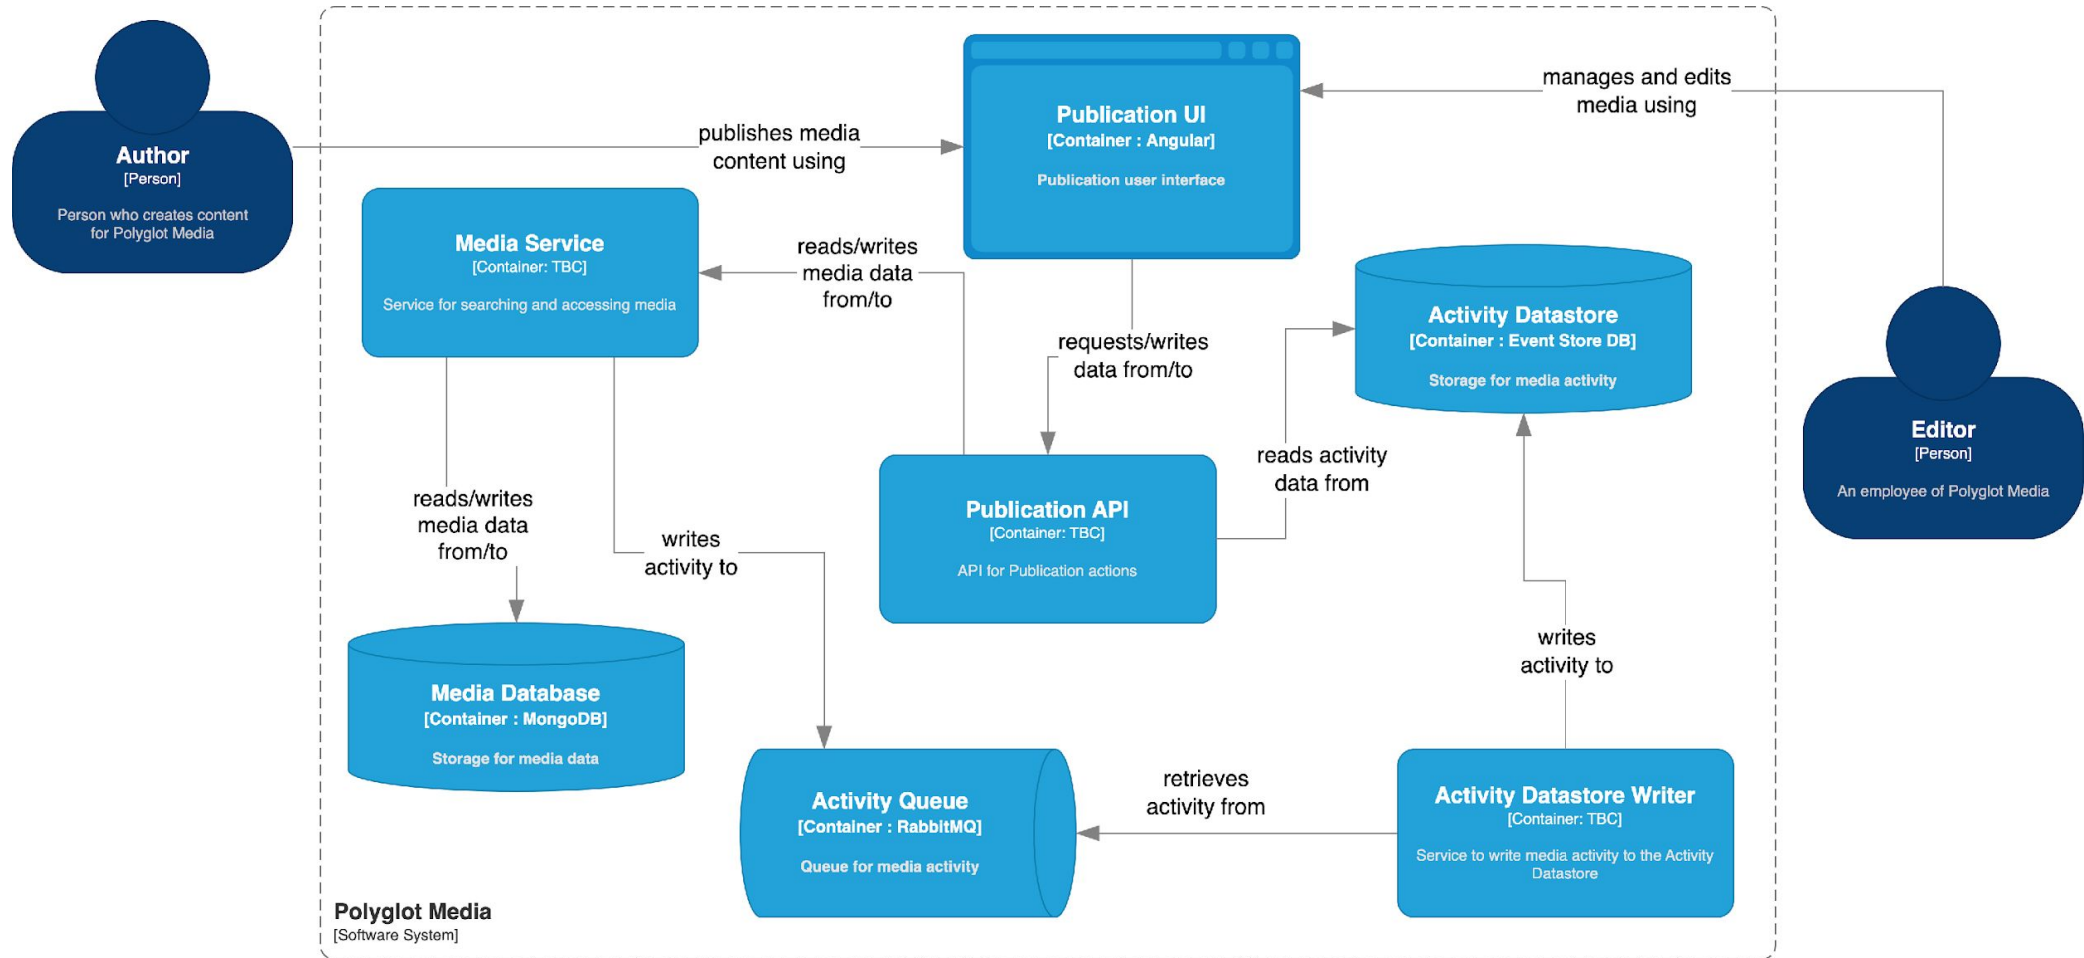 Author
[Person]
Person who creates content
for Polyglot Media
publishes media
content using
Publication UI
[Container : Angular]
Publication user interface
manages and edits
media using
Media Service
[Container: TBC]
Service for searching and accessing media
reads/writes
media data
from/to
requests/writes
data from/to
Activity Datastore
[Container : Event Store DB]
Storage for media activity
Editor
[Person]
An employee of Polyglot Media
reads/writes
media data
from/to
writes
activity to
Publication API
[Container: TBC]
API for Publication actions
reads activity
data from
Media Database
[Container : MongoDB]
Storage for media data
writes
activity to
Activity Queue
[Container : RabbitMQ]
Queue for media activity
retrieves
activity from
Activity Datastore Writer
[Container: TBC]
Service to write media activity to the Activity
Datastore
Polyglot Media
[Software System]